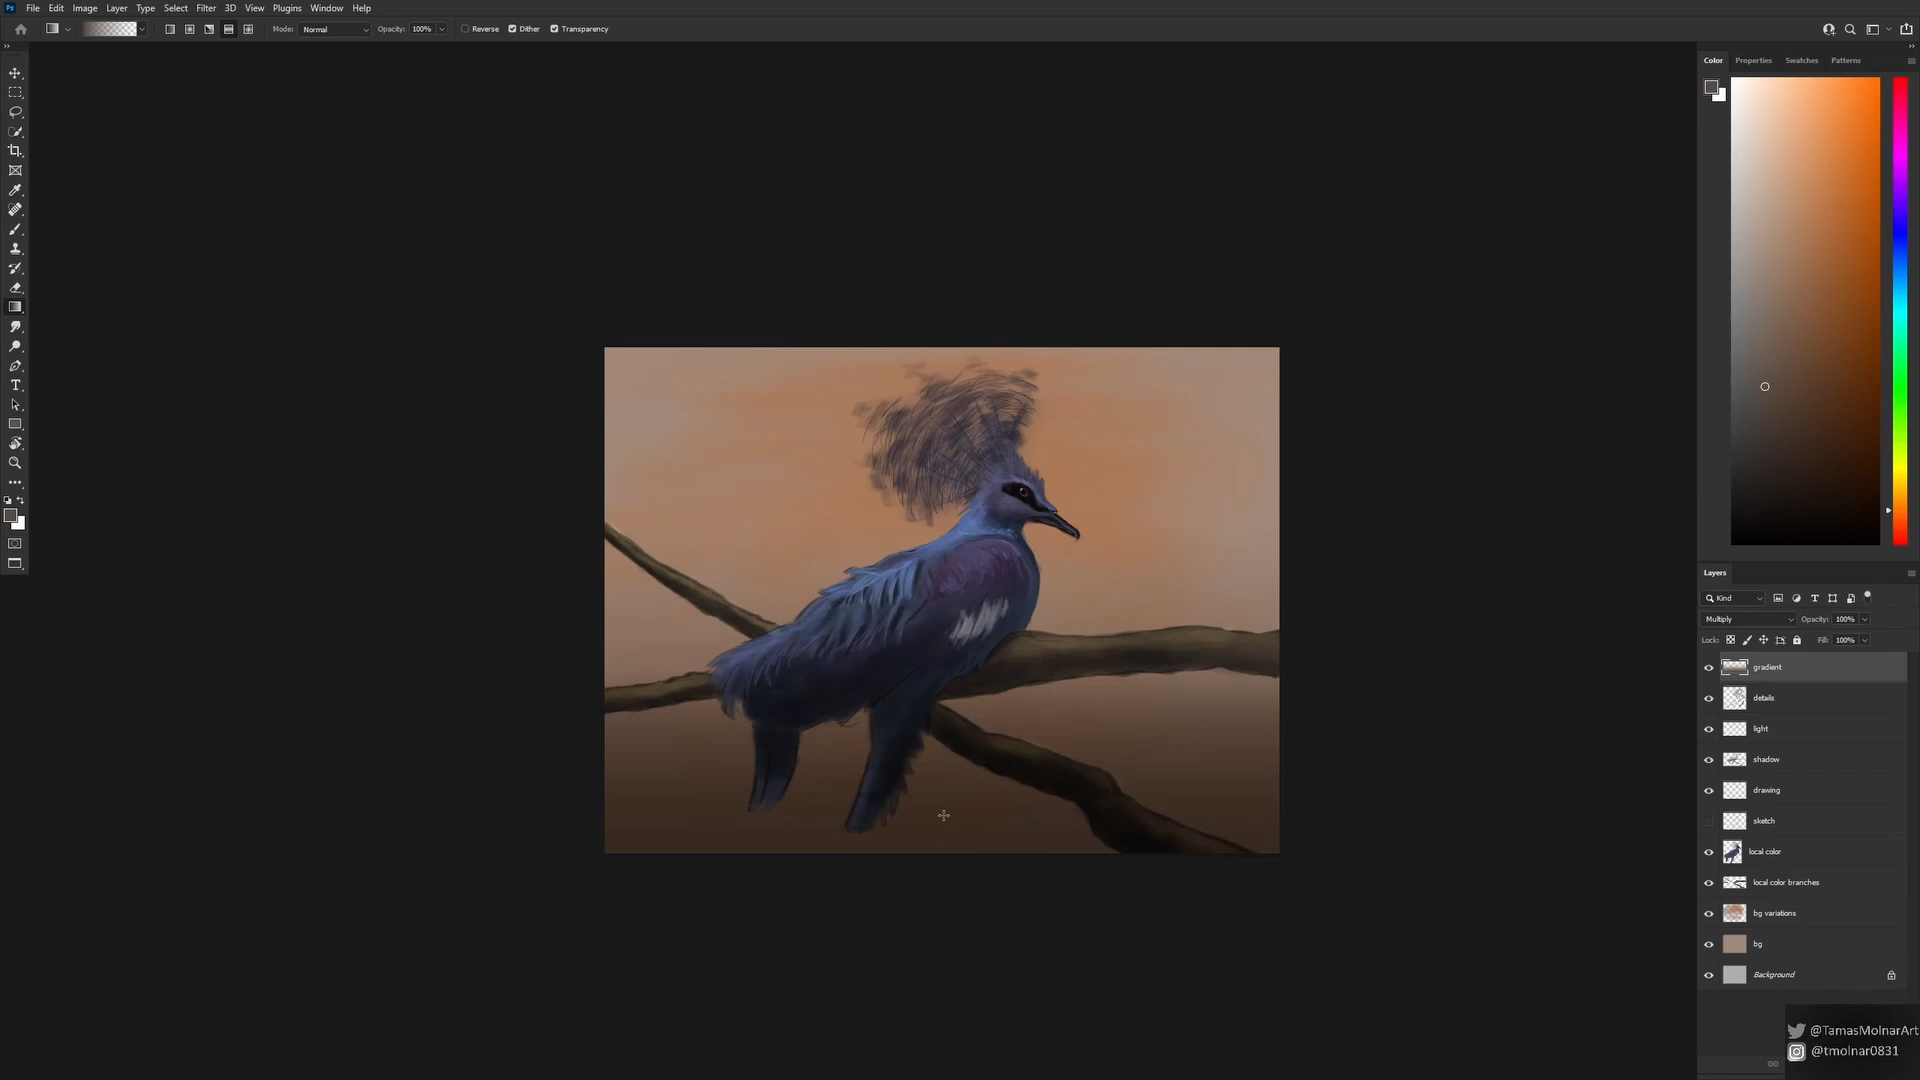 Ps File Edit Image Layer Type Select Filter 3D View Plugins Window Help
Mode: Normal Opacity: 100% Reverse Dither Transparency
Color Properties Swatches Patterns
Layers
Kind
Multiply Opacity: 100%
Lock: Fill: 100%
gradient
details
light
shadow
drawing
sketch
local color
local color branches
bg variations
bg
Background
@TamasMolnarArt
@tmolnar0831